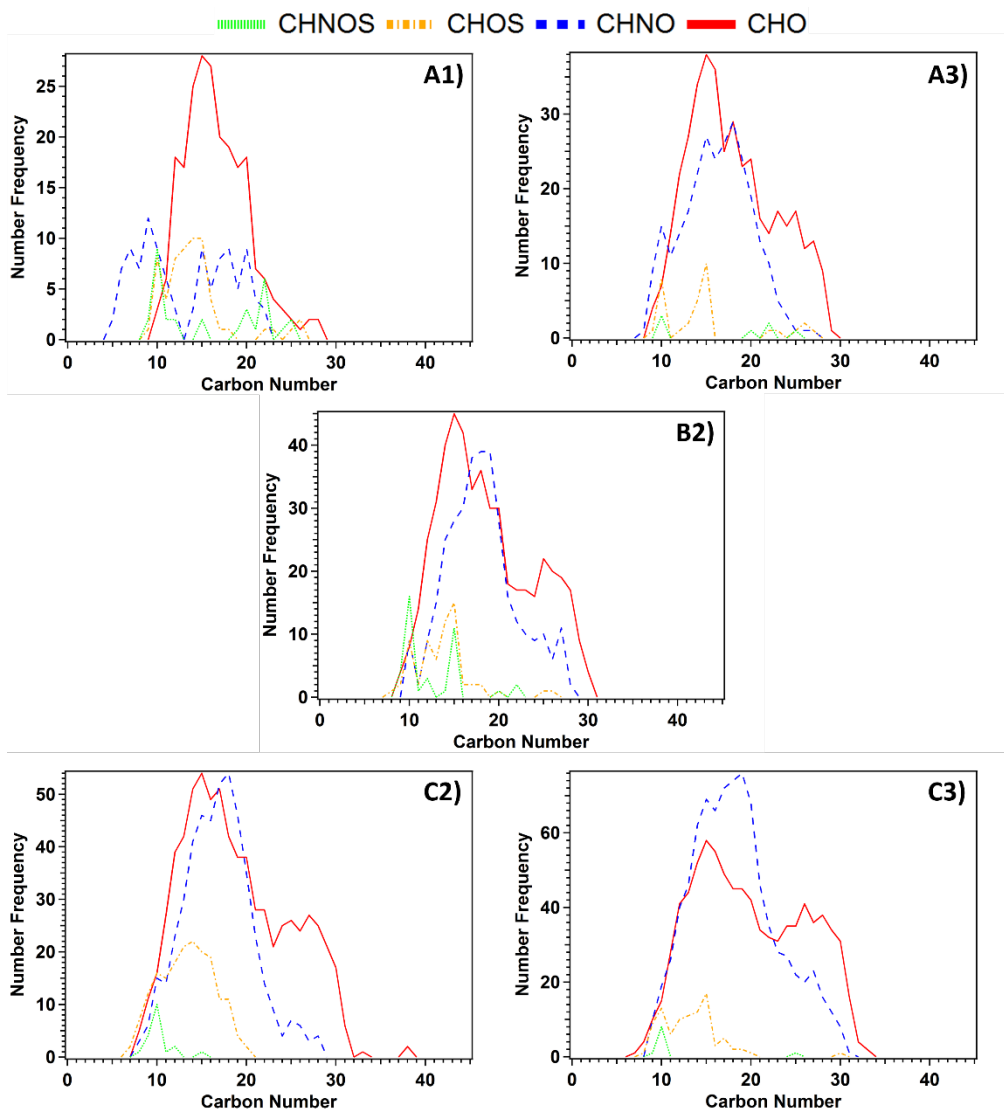 CHNOS CHOS CHNO CHO
A1)
Number Frequency
25
20
15
10
5
0
0 10 20 30 40
Carbon Number
A3)
Number Frequency
30
20
10
0
0 10 20 30 40
Carbon Number
B2)
Number Frequency
40
30
20
10
0
0 10 20 30 40
Carbon Number
C2)
Number Frequency
50
40
30
20
10
0
0 10 20 30 40
Carbon Number
C3)
Number Frequency
60
40
20
0
0 10 20 30 40
Carbon Number